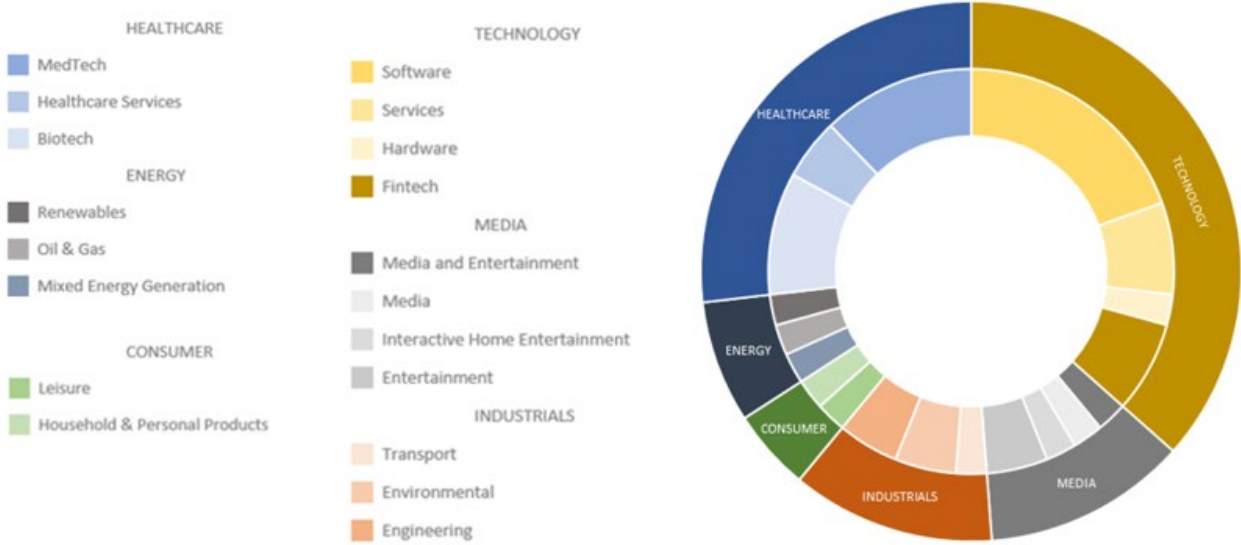 HEALTHCARE
MedTech
Healthcare Services
Biotech
ENERGY
Renewables
Oil & Gas
Mixed Energy Generation
CONSUMER
Leisure
Household & Personal Products
TECHNOLOGY
Software
Services
Hardware
Fintech
MEDIA
Media and Entertainment
Media
Interactive Home Entertainment
Entertainment
INDUSTRIALS
Transport
Environmental
Engineering
HEALTHCARE
TECHNOLOGY
ENERGY
CONSUMER
INDUSTRIALS
MEDIA